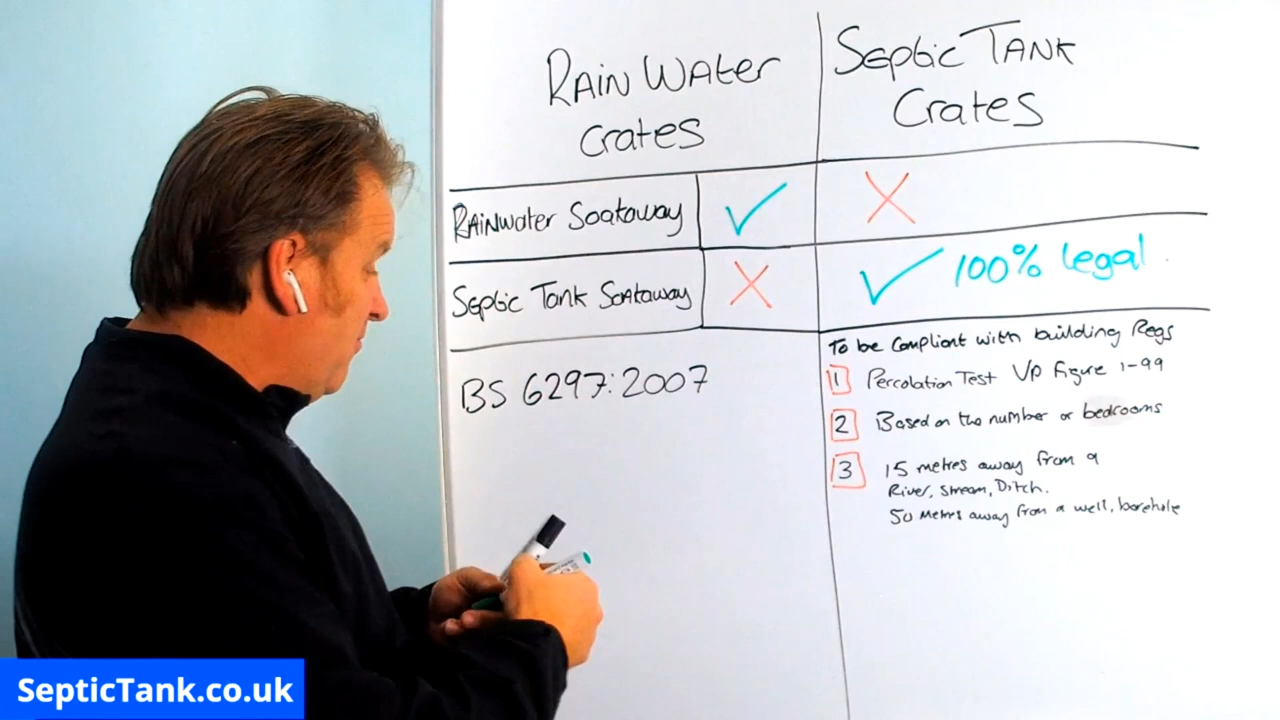 RAIN WATER
Crates
Septic TANK
Crates
RAiNwater Soakaway
Septic Tank Soakaway
100% legal
To be Compliant with building Regs
1 Percolation Test Vp figure 1-99
2 Based on the number of bedrooms
3 15 metres away from a
River, Stream, Ditch.
50 Metres away from a well, borehole
BS 6297:2007
SepticTank.co.uk